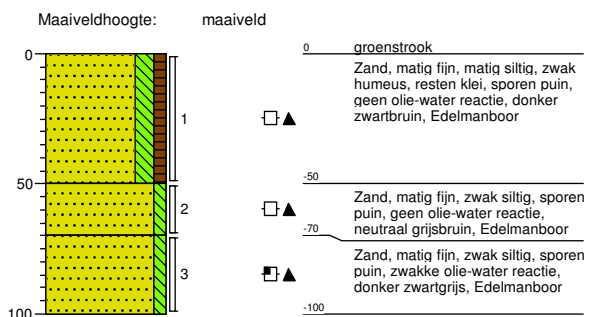 Maaiveldhoogte: maaiveld
0
0
groenstrook
Zand, matig fijn, matig siltig, zwak
humeus, resten klei, sporen puin,
geen olie-water reactie, donker
zwartbruin, Edelmanboor
1
50
-50
Zand, matig fijn, zwak siltig, sporen
puin, geen olie-water reactie,
neutraal grijsbruin, Edelmanboor
2
-70
Zand, matig fijn, zwak siltig, sporen
puin, zwakke olie-water reactie,
donker zwartgrijs, Edelmanboor
3
100
-100